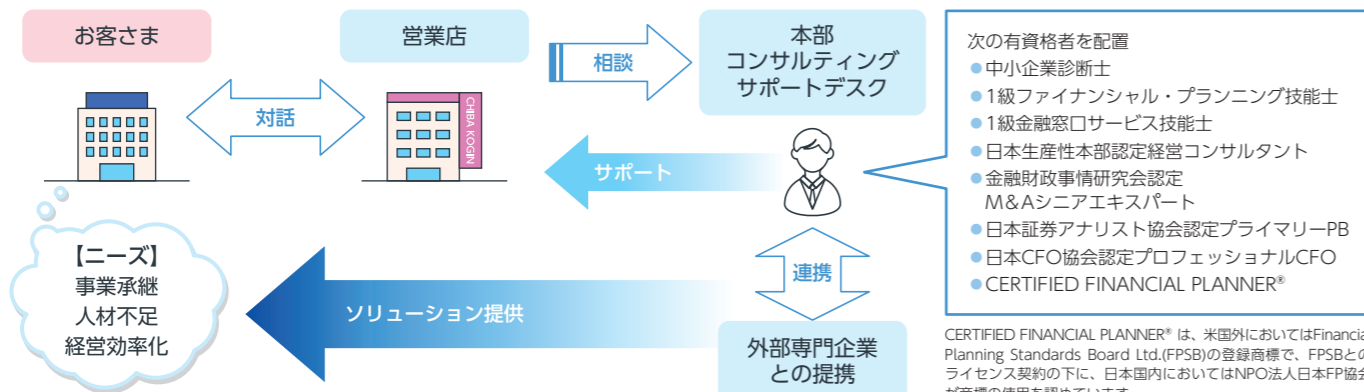 お客さま
営業店
相談
本部
コンサルティング
サポートデスク
対話
CHIBA KOGIN
サポート
【ニーズ】
事業承継
人材不足
経営効率化
ソリューション提供
連携
外部専門企業
との提携
次の有資格者を配置
●中小企業診断士
●1級ファイナンシャル・プランニング技能士
●1級金融窓口サービス技能士
●日本生産性本部認定経営コンサルタント
●金融財政事情研究会認定
M&Aシニアエキスパート
●日本証券アナリスト協会認定プライマリーPB
●日本CFO協会認定プロフェッショナルCFO
●CERTIFIED FINANCIAL PLANNER®
CERTIFIED FINANCIAL PLANNER® は、米国外においてはFinancial
Planning Standards Board Ltd.(FPSB)の登録商標で、FPSBとの
ライセンス契約の下に、日本国内においてはNPO法人日本FP協会
が商標の使用を認めています。